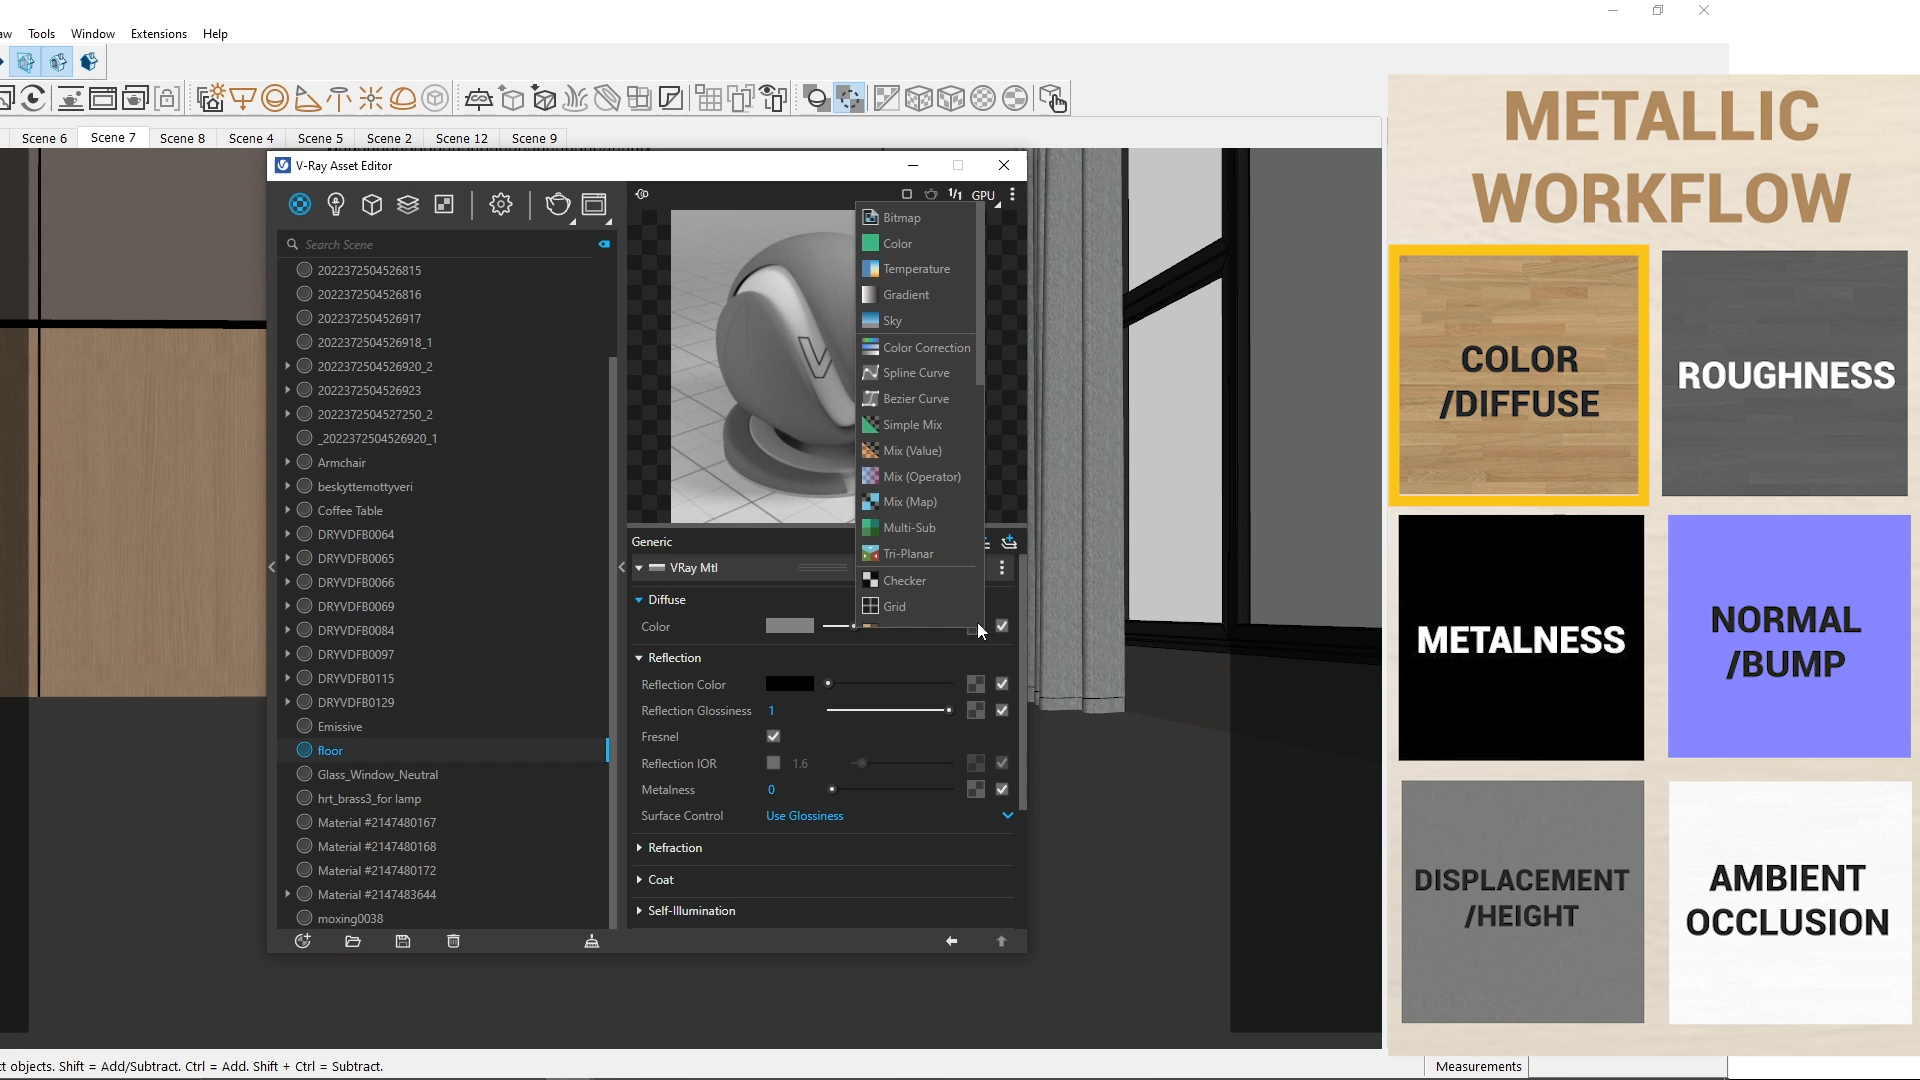 Tools Window Extensions Help
Scene 6 Scene 7 Scene 8 Scene 4 Scene 5 Scene 2 Scene 12 Scene 9
V-Ray Asset Editor
1/1 GPU
Search Scene
2022372504526815
2022372504526816
2022372504526917
2022372504526918_1
2022372504526920_2
2022372504526923
2022372504527250_2
_2022372504526920_1
Armchair
beskyttemottyveri
Coffee Table
DRYVDFB0064
DRYVDFB0065
DRYVDFB0066
DRYVDFB0069
DRYVDFB0084
DRYVDFB0097
DRYVDFB0115
DRYVDFB0129
Emissive
floor
Glass_Window_Neutral
hrt_brass3_for lamp
Material #2147480167
Material #2147480168
Material #2147480172
Material #2147483644
moxing0038
Bitmap
Color
Temperature
Gradient
Sky
Color Correction
Spline Curve
Bezier Curve
Simple Mix
Mix (Value)
Mix (Operator)
Mix (Map)
Multi-Sub
Tri-Planar
Checker
Grid
Generic
VRay Mtl
Diffuse
Color
Reflection
Reflection Color
Reflection Glossiness 1
Fresnel
Reflection IOR 1.6
Metalness 0
Surface Control Use Glossiness
Refraction
Coat
Self-Illumination
METALLIC
WORKFLOW
COLOR
/DIFFUSE
ROUGHNESS
METALNESS
NORMAL
/BUMP
DISPLACEMENT
/HEIGHT
AMBIENT
OCCLUSION
objects. Shift = Add/Subtract. Ctrl = Add. Shift + Ctrl = Subtract.
Measurements